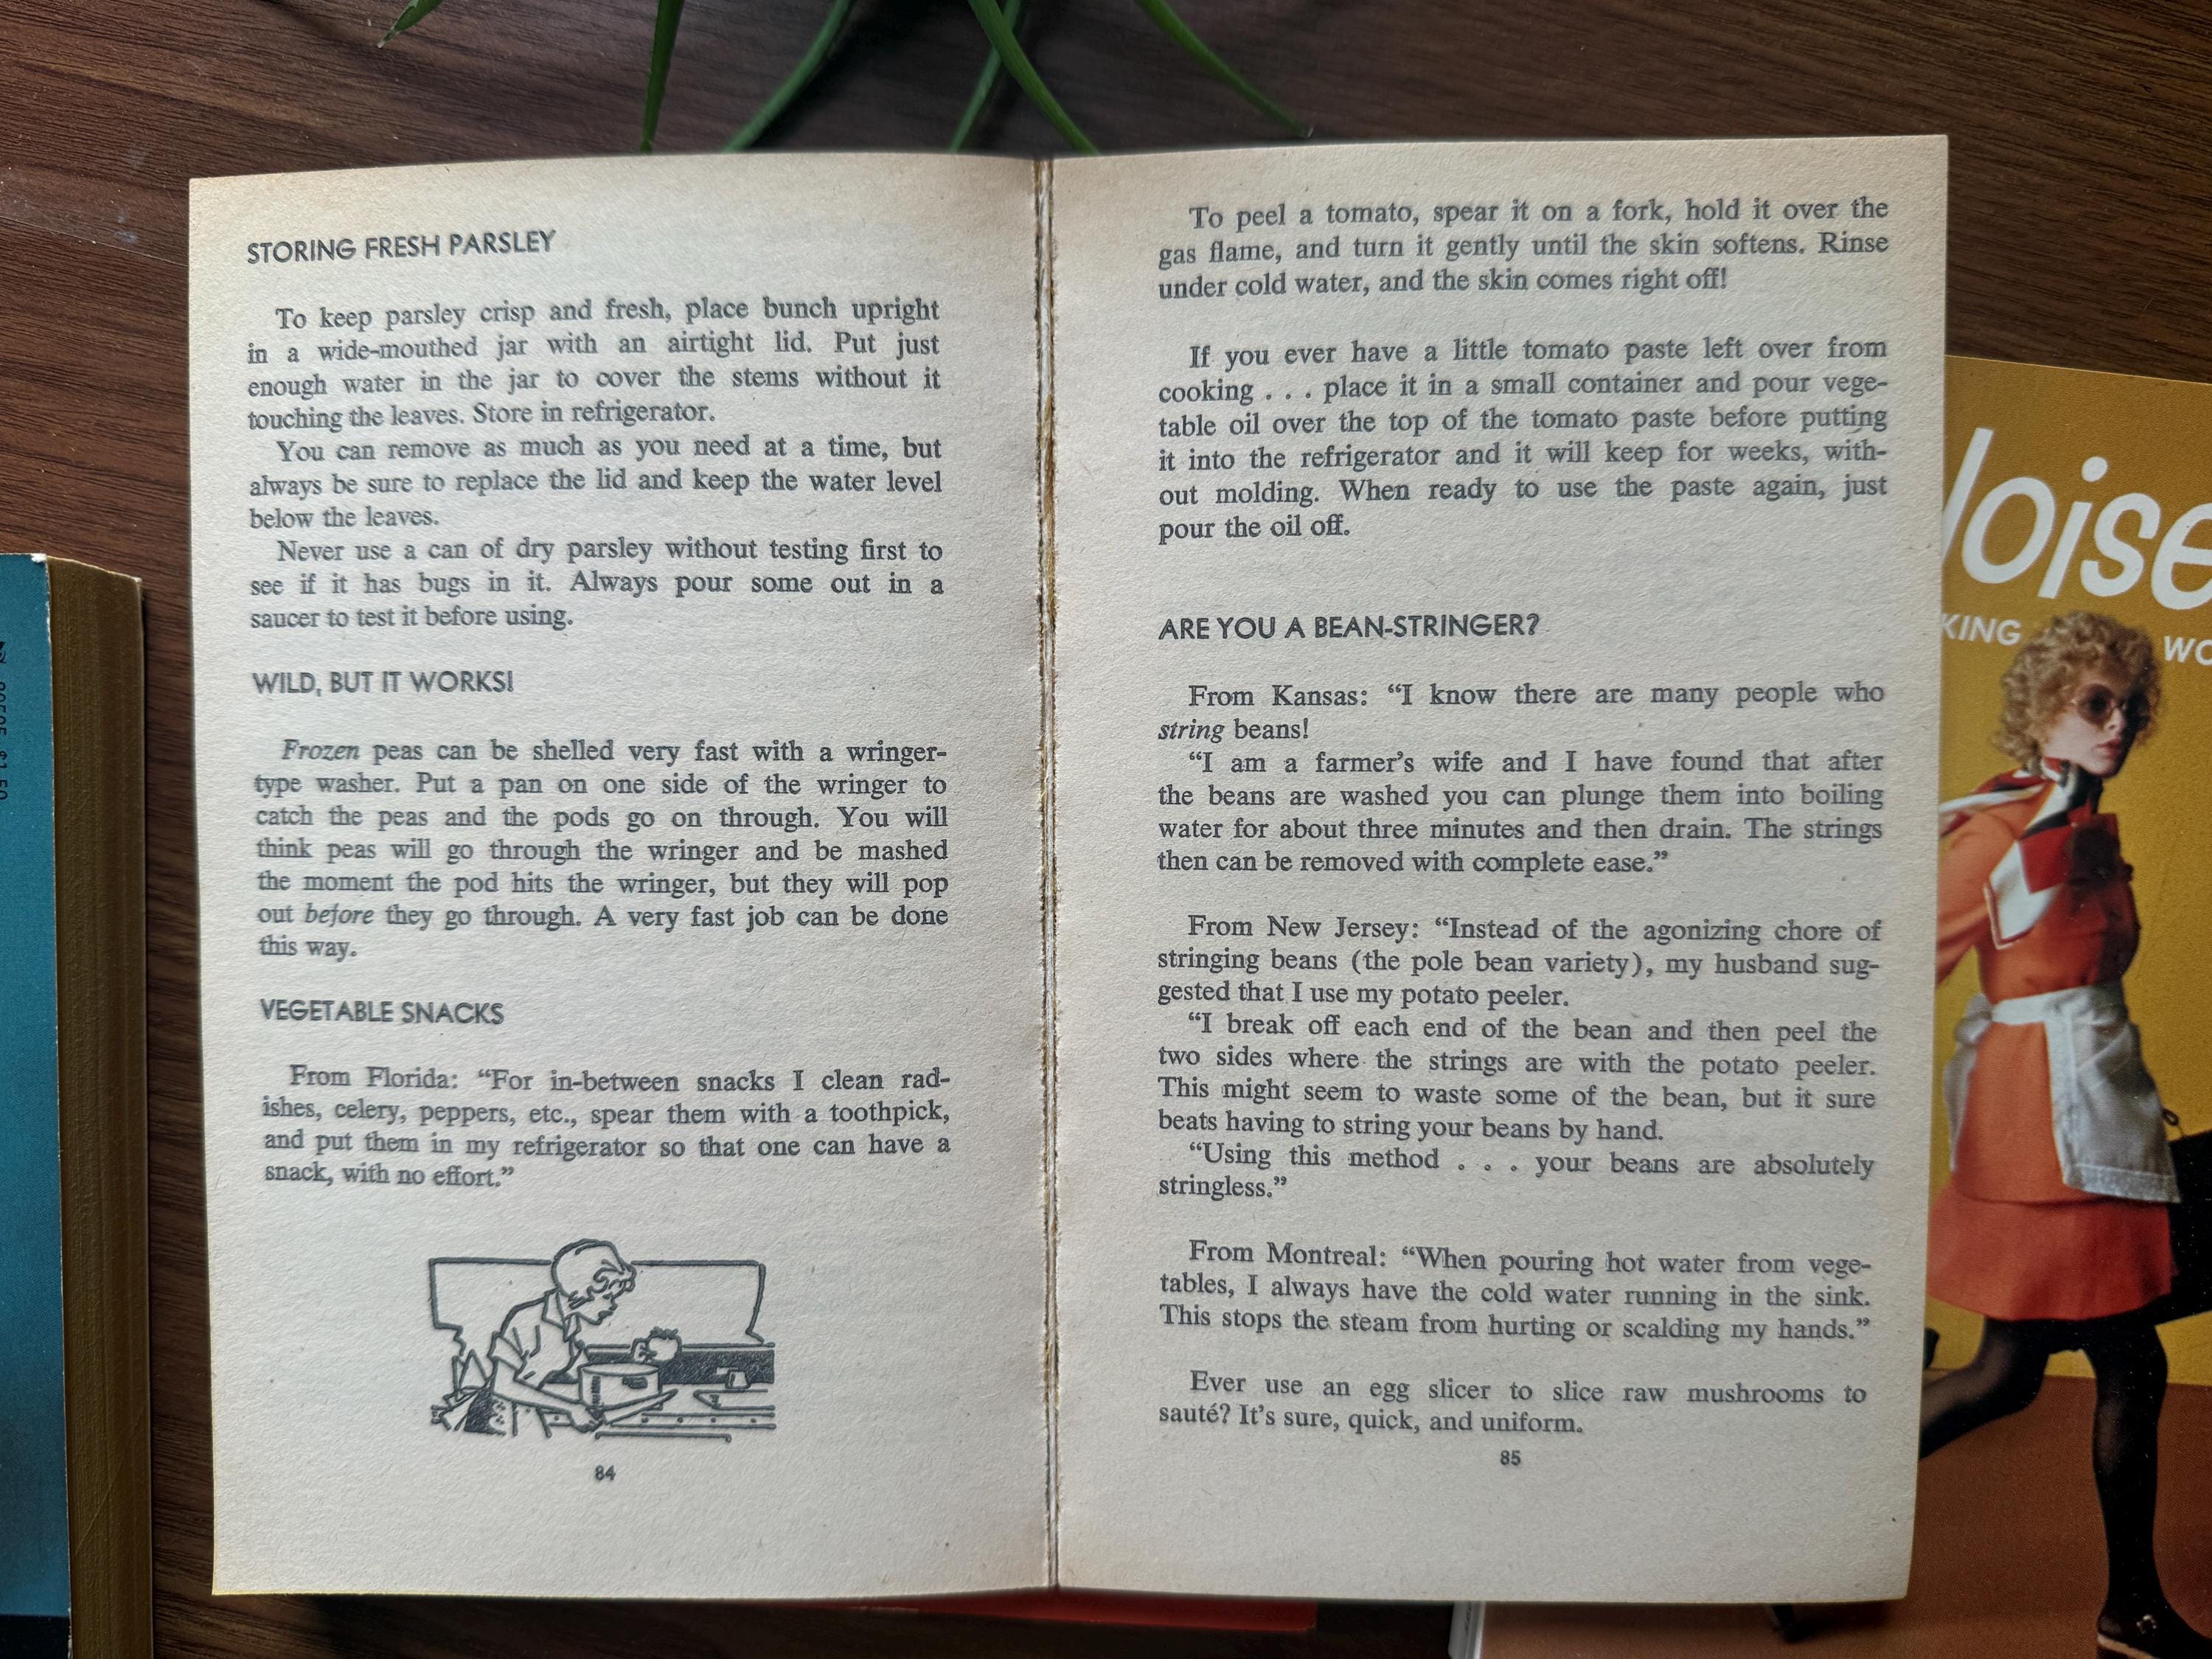 STORING FRESH PARSLEY
To keep parsley crisp and fresh, place bunch upright
in a wide-mouthed jar with an airtight lid. Put just
enough water in the jar to cover the stems without it
touching the leaves. Store in refrigerator.
You can remove as much as you need at a time, but
always be sure to replace the lid and keep the water level
below the leaves.
Never use a can of dry parsley without testing first to
see if it has bugs in it. Always pour some out in a
saucer to test it before using.
WILD, BUT IT WORKS!
Frozen peas can be shelled very fast with a wringer-
type washer. Put a pan on one side of the wringer to
catch the peas and the pods go on through. You will
think peas will go through the wringer and be mashed
the moment the pod hits the wringer, but they will pop
out before they go through. A very fast job can be done
this way.
VEGETABLE SNACKS
From Florida: “For in-between snacks I clean rad-
ishes, celery, peppers, etc., spear them with a toothpick,
and put them in my refrigerator so that one can have a
snack, with no effort.”
84
To peel a tomato, spear it on a fork, hold it over the
gas flame, and turn it gently until the skin softens. Rinse
under cold water, and the skin comes right off!
If you ever have a little tomato paste left over from
cooking . . . place it in a small container and pour vege-
table oil over the top of the tomato paste before putting
it into the refrigerator and it will keep for weeks, with-
out molding. When ready to use the paste again, just
pour the oil off.
ARE YOU A BEAN-STRINGER?
From Kansas: “I know there are many people who
string beans!
“I am a farmer’s wife and I have found that after
the beans are washed you can plunge them into boiling
water for about three minutes and then drain. The strings
then can be removed with complete ease.”
From New Jersey: “Instead of the agonizing chore of
stringing beans (the pole bean variety), my husband sug-
gested that I use my potato peeler.
“I break off each end of the bean and then peel the
two sides where the strings are with the potato peeler.
This might seem to waste some of the bean, but it sure
beats having to string your beans by hand.
“Using this method . . . your beans are absolutely
stringless.”
From Montreal: “When pouring hot water from vege-
tables, I always have the cold water running in the sink.
This stops the steam from hurting or scalding my hands.”
Ever use an egg slicer to slice raw mushrooms to
sauté? It’s sure, quick, and uniform.
85
loise
KING WO